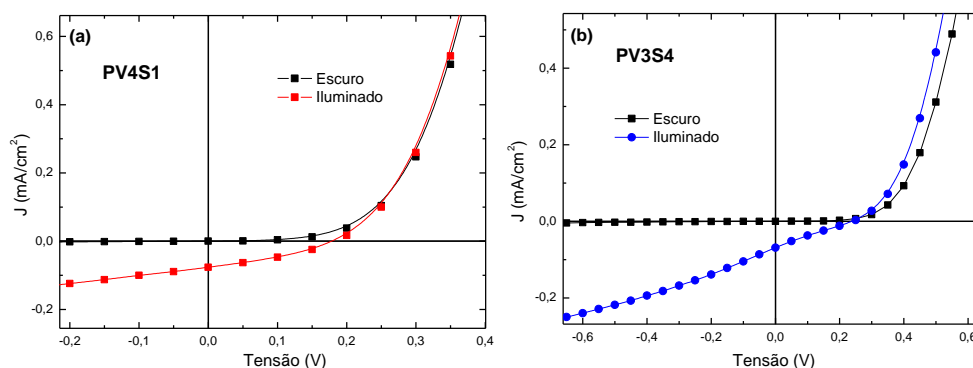 (a)
PV4S1
Escuro
Iluminado
J (mA/cm²)
0,6
0,4
0,2
0,0
-0,2
-0,2 -0,1 0,0 0,1 0,2 0,3 0,4
Tensão (V)
(b)
PV3S4
Escuro
Iluminado
J (mA/cm²)
0,4
0,2
0,0
-0,2
-0,6 -0,4 -0,2 0,0 0,2 0,4 0,6
Tensão (V)